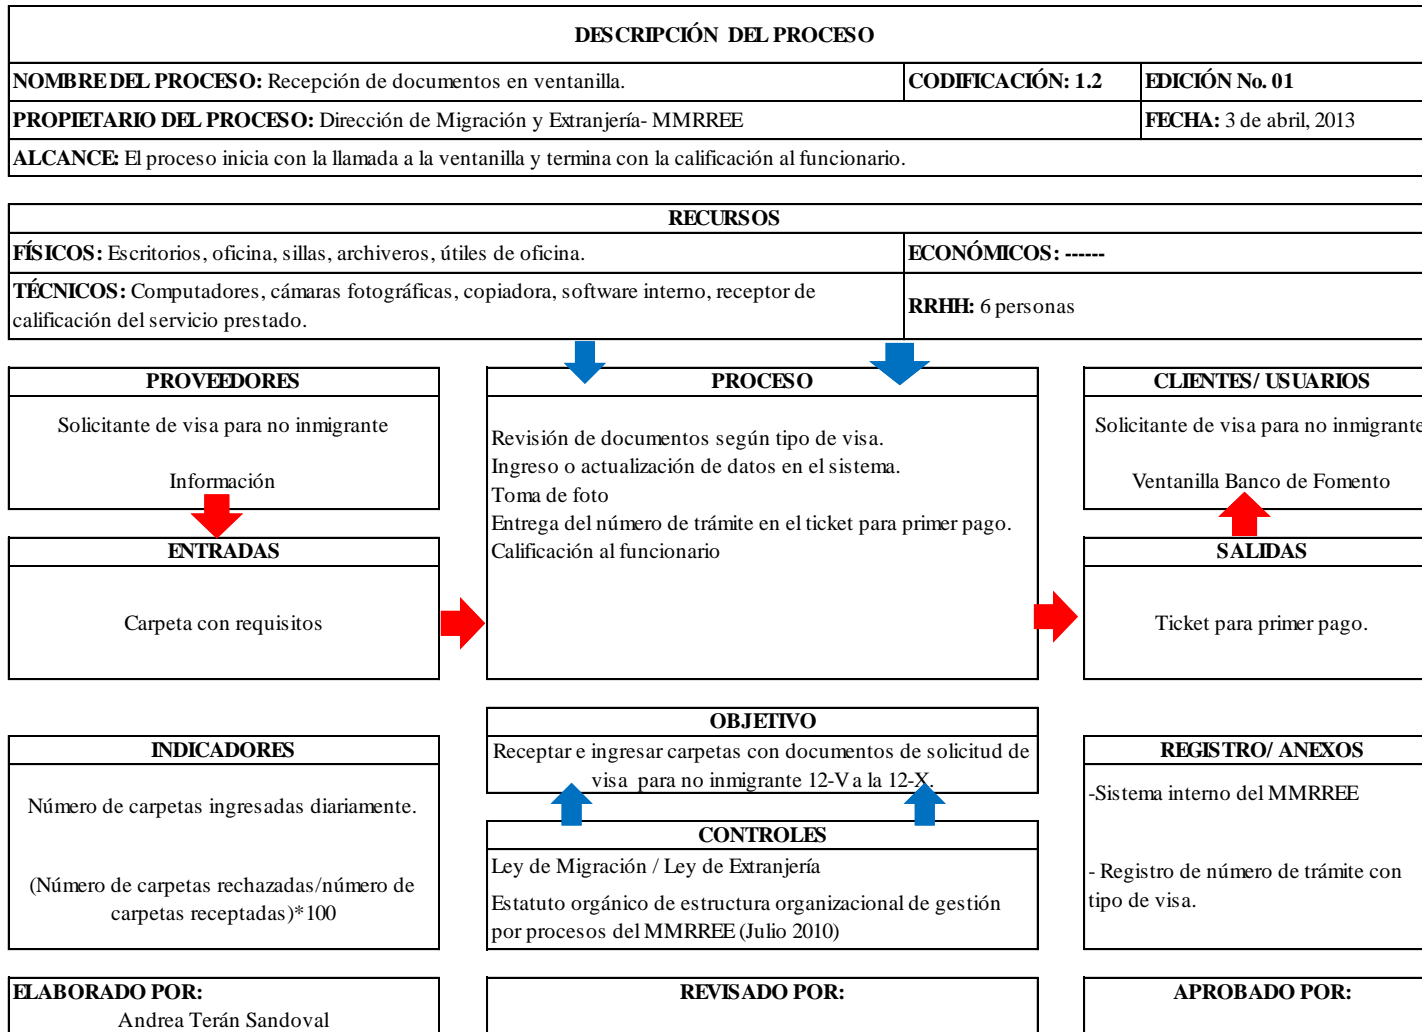 DESCRIPCIÓN DEL PROCESO
NOMBRE DEL PROCESO: Recepción de documentos en ventanilla.
CODIFICACIÓN: 1.2
EDICIÓN No. 01
PROPIETARIO DEL PROCESO: Dirección de Migración y Extranjería- MMRREE
FECHA: 3 de abril, 2013
ALCANCE: El proceso inicia con la llamada a la ventanilla y termina con la calificación al funcionario.
RECURSOS
FÍSICOS: Escritorios, oficina, sillas, archiveros, útiles de oficina.
ECONÓMICOS: ------
TÉCNICOS: Computadores, cámaras fotográficas, copiadora, software interno, receptor de
calificación del servicio prestado.
RRHH: 6 personas
PROVEEDORES
Solicitante de visa para no inmigrante
Información
ENTRADAS
Carpeta con requisitos
PROCESO
Revisión de documentos según tipo de visa.
Ingreso o actualización de datos en el sistema.
Toma de foto
Entrega del número de trámite en el ticket para primer pago.
Calificación al funcionario
CLIENTES/ USUARIOS
Solicitante de visa para no inmigrante
Ventanilla Banco de Fomento
SALIDAS
Ticket para primer pago.
INDICADORES
Número de carpetas ingresadas diariamente.
(Número de carpetas rechazadas/número de
carpetas receptadas)*100
OBJETIVO
Receptar e ingresar carpetas con documentos de solicitud de
visa para no inmigrante 12-V a la 12-X.
CONTROLES
Ley de Migración / Ley de Extranjería
Estatuto orgánico de estructura organizacional de gestión
por procesos del MMRREE (Julio 2010)
REGISTRO/ ANEXOS
-Sistema interno del MMRREE
- Registro de número de trámite con
tipo de visa.
ELABORADO POR:
Andrea Terán Sandoval
REVISADO POR:
APROBADO POR: